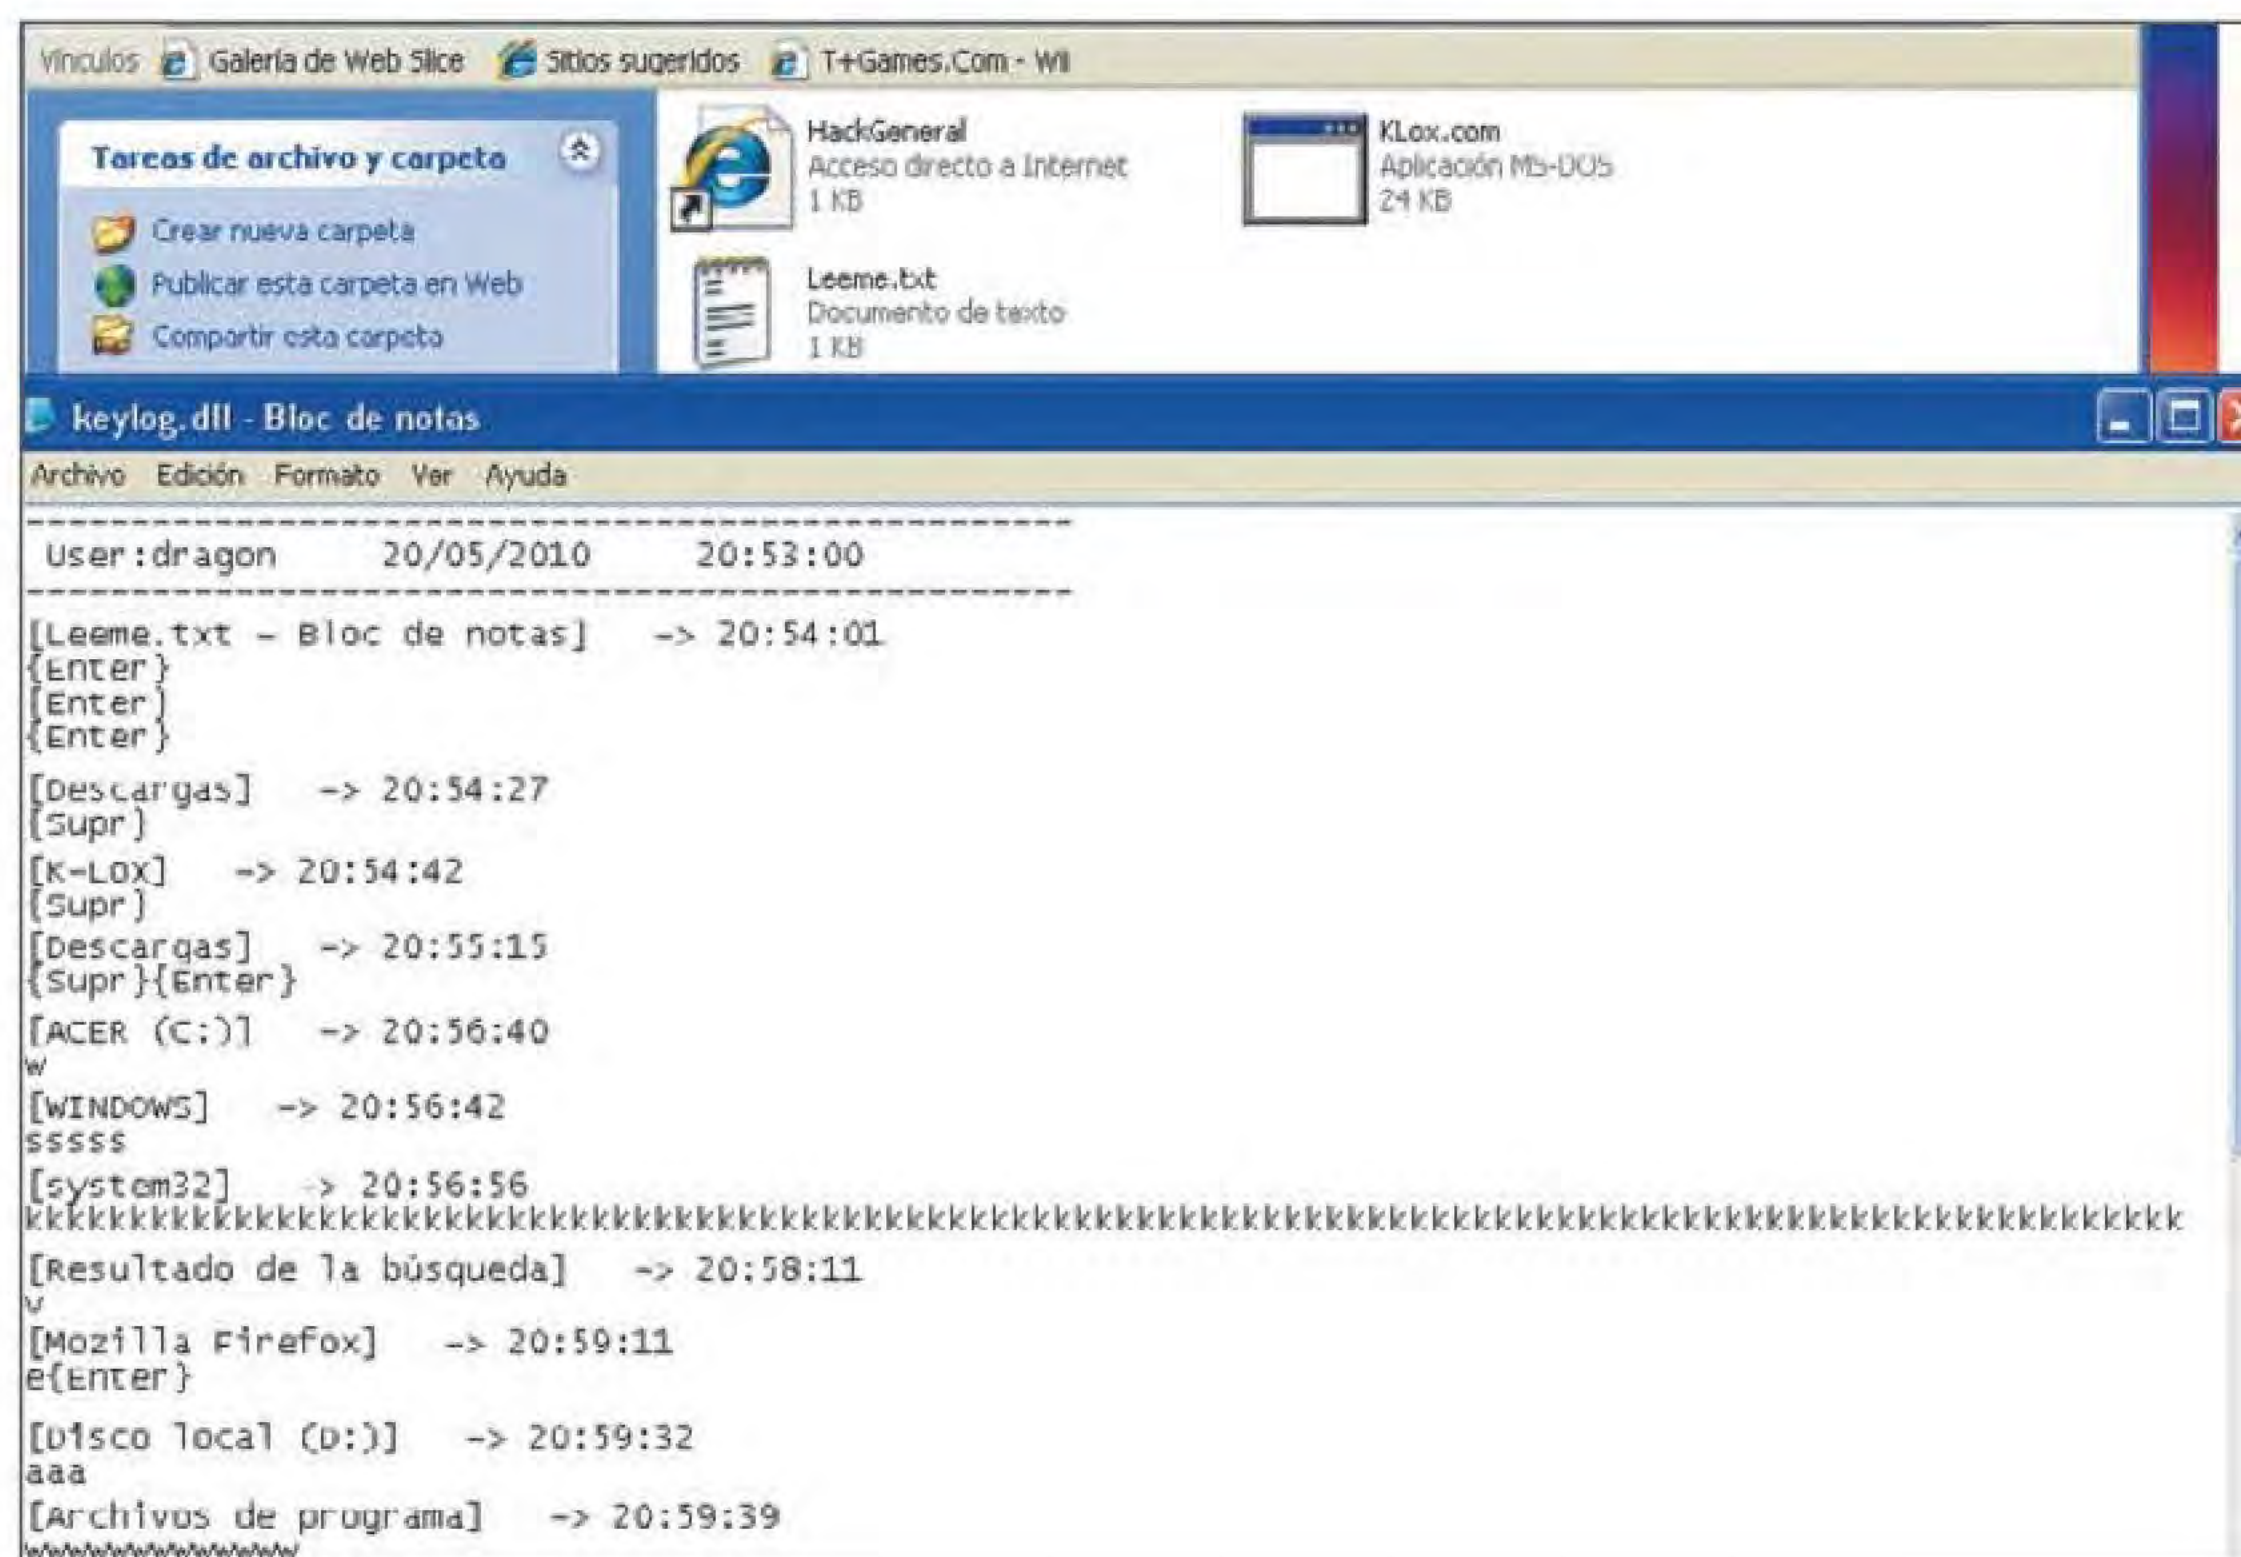 Vínculos Galería de Web Slice Sitios sugeridos T+Games.Com - Wii
Tareas de archivo y carpeta
Crear nueva carpeta
Publicar esta carpeta en Web
Compartir esta carpeta
HackGeneral
Acceso directo a Internet
1 KB
KLox.com
Aplicación MS-DOS
24 KB
Leeme.txt
Documento de texto
1 KB
keylog.dll - Bloc de notas
Archivo Edición Formato Ver Ayuda
User:dragon 20/05/2010 20:53:00
[Leeme.txt - Bloc de notas] -> 20:54:01
{Enter}
{Enter}
{Enter}
[Descargas] -> 20:54:27
{Supr}
[K-LOX] -> 20:54:42
{Supr}
[Descargas] -> 20:55:15
{Supr}{Enter}
[ACER (C:)] -> 20:56:40
w
[WINDOWS] -> 20:56:42
sssss
[system32] -> 20:56:56
kkkkkkkkkkkkkkkkkkkkkkkkkkkkkkkkkkkkkkkkkkkkkkkkkkkkkkkkkkkkkkkkkkkkkkkkkkkkkkkkkkkkkkkkkkkkkkkkkkkkkkk
[Resultado de la búsqueda] -> 20:58:11
[Mozilla Firefox] -> 20:59:11
e{Enter}
[Disco local (D:)] -> 20:59:32
aaa
[Archivos de programa] -> 20:59:39